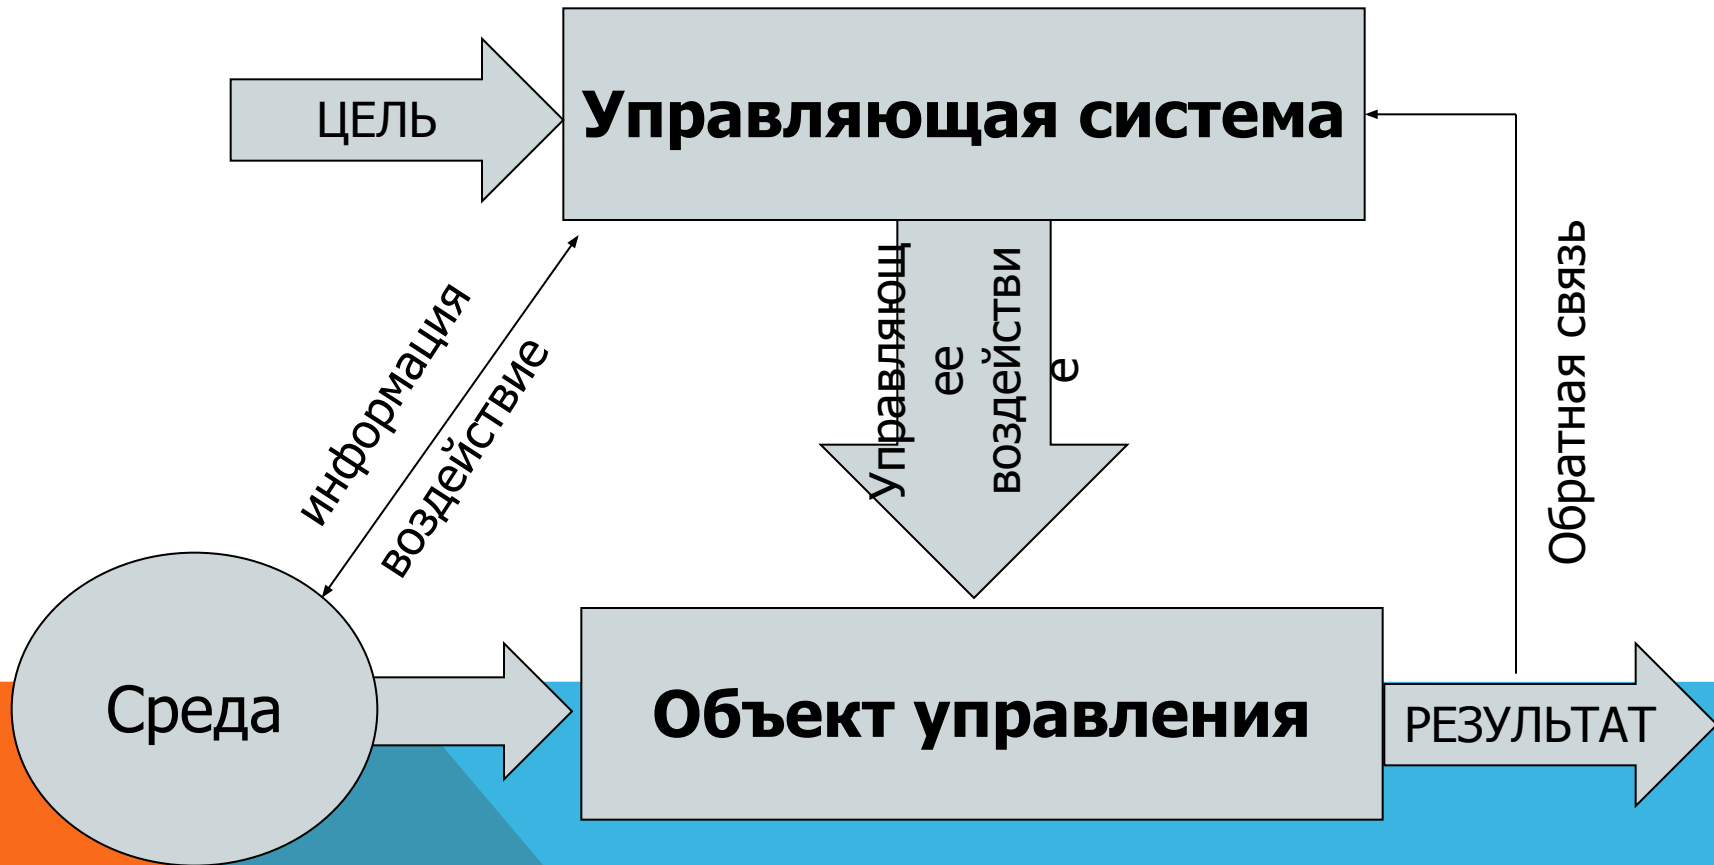 ЦЕЛЬ
Управляющая система
информация
воздействие
Управляющ
ее
воздействи
е
Обратная связь
Среда
Объект управления
РЕЗУЛЬТАТ